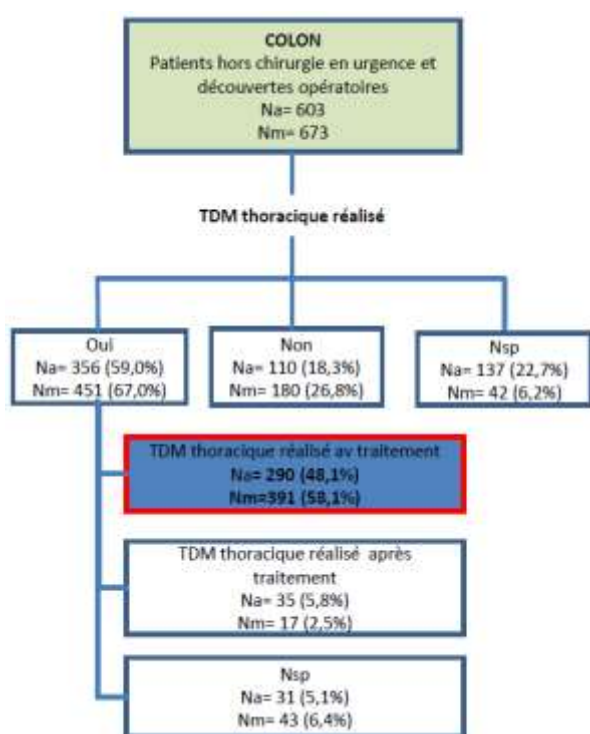 COLON
Patients hors chirurgie en urgence et
découvertes opératoires
Na= 603
Nm= 673
TDM thoracique réalisé
Oui
Na= 356 (59,0%)
Nm= 451 (67,0%)
Non
Na= 110 (18,3%)
Nm= 180 (26,8%)
Nsp
Na= 137 (22,7%)
Nm= 42 (6,2%)
TDM thoracique réalisé av traitement
Na= 290 (48,1%)
Nm=391 (58,1%)
TDM thoracique réalisé après
traitement
Na= 35 (5,8%)
Nm= 17 (2,5%)
Nsp
Na= 31 (5,1%)
Nm= 43 (6,4%)